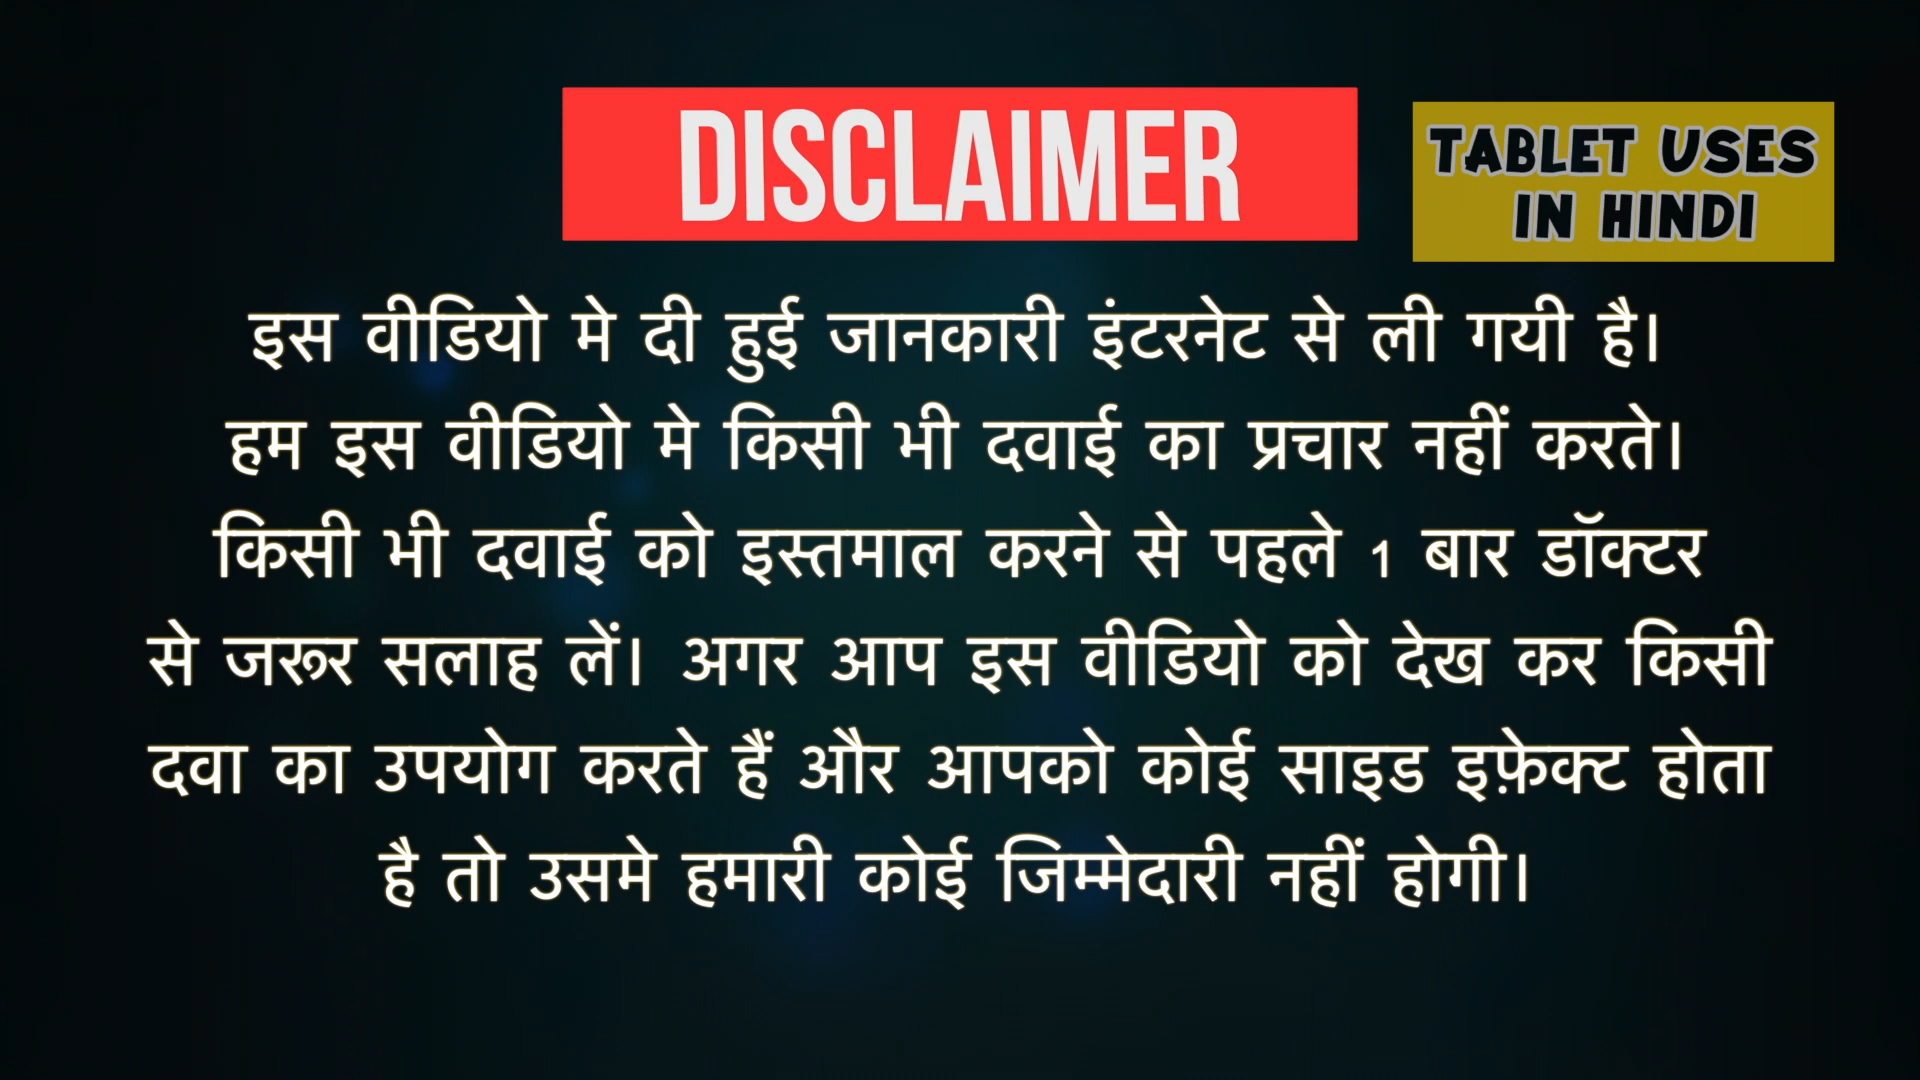 DISCLAIMER
TABLET USES
IN HINDI
इस वीडियो मे दी हुई जानकारी इंटरनेट से ली गयी है।
हम इस वीडियो मे किसी भी दवाई का प्रचार नहीं करते।
किसी भी दवाई को इस्तमाल करने से पहले 1 बार डॉक्टर
से जरूर सलाह लें। अगर आप इस वीडियो को देख कर किसी
दवा का उपयोग करते हैं और आपको कोई साइड इफ़ेक्ट होता
है तो उसमे हमारी कोई जिम्मेदारी नहीं होगी।